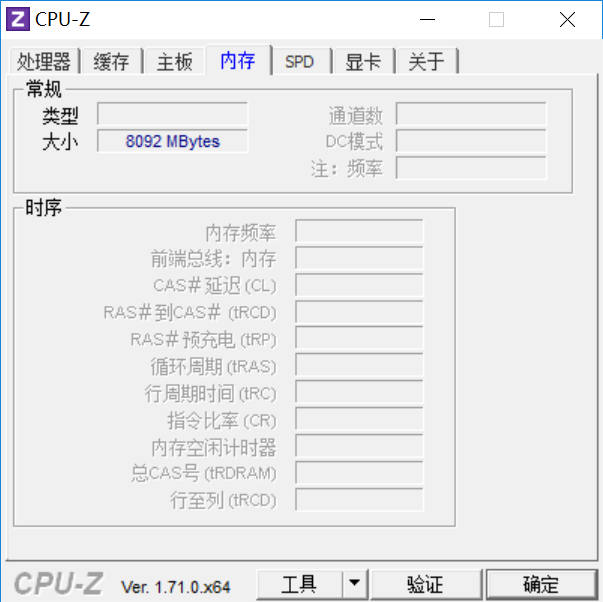 Z CPU-Z
处理器 缓存 主板 内存 SPD 显卡 关于
常规
类型 通道数
大小 8092 MBytes DC模式
注：频率
时序
内存频率
前端总线：内存
CAS#延迟(CL)
RAS#到CAS# (tRCD)
RAS#预充电(tRP)
循环周期(tRAS)
行周期时间(tRC)
指令比率(CR)
内存空闲计时器
总CAS号(tRDRAM)
行至列(tRCD)
CPU-Z Ver. 1.71.0.x64 工具 验证 确定